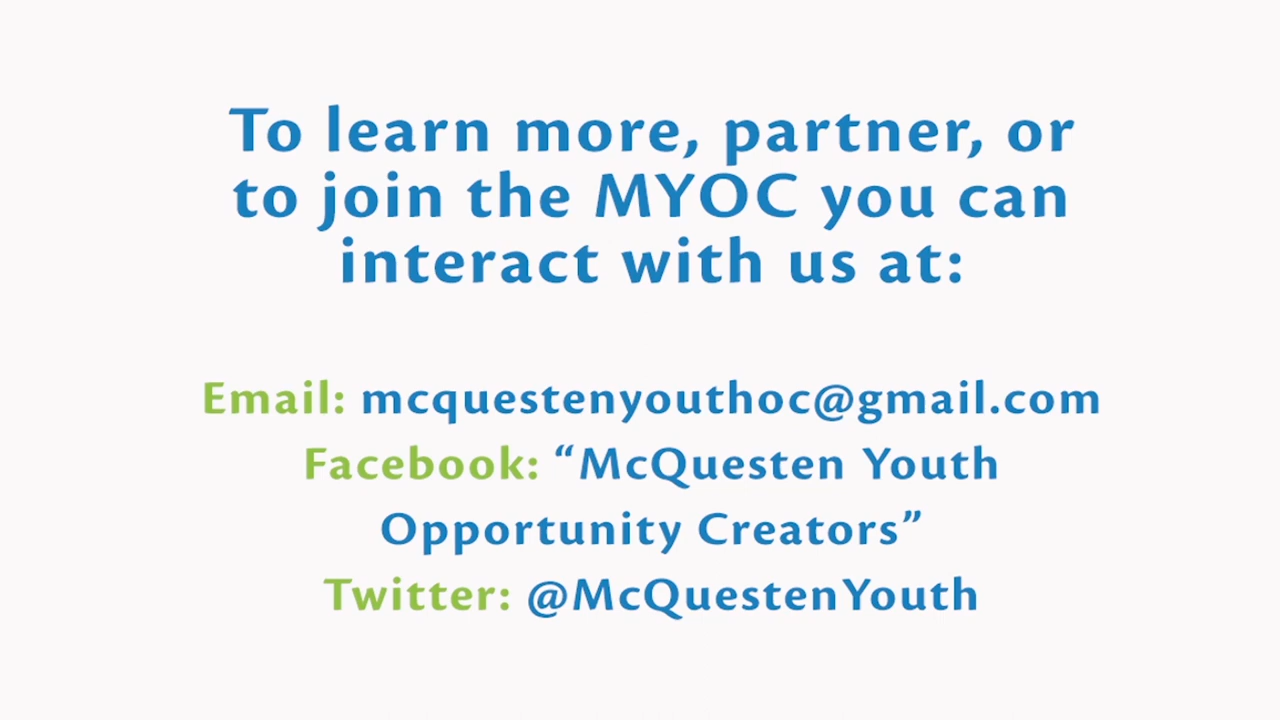 To learn more, partner, or
to join the MYOC you can
interact with us at:
Email: mcquestenyouthoc@gmail.com
Facebook: “McQuesten Youth
Opportunity Creators”
Twitter: @McQuestenYouth